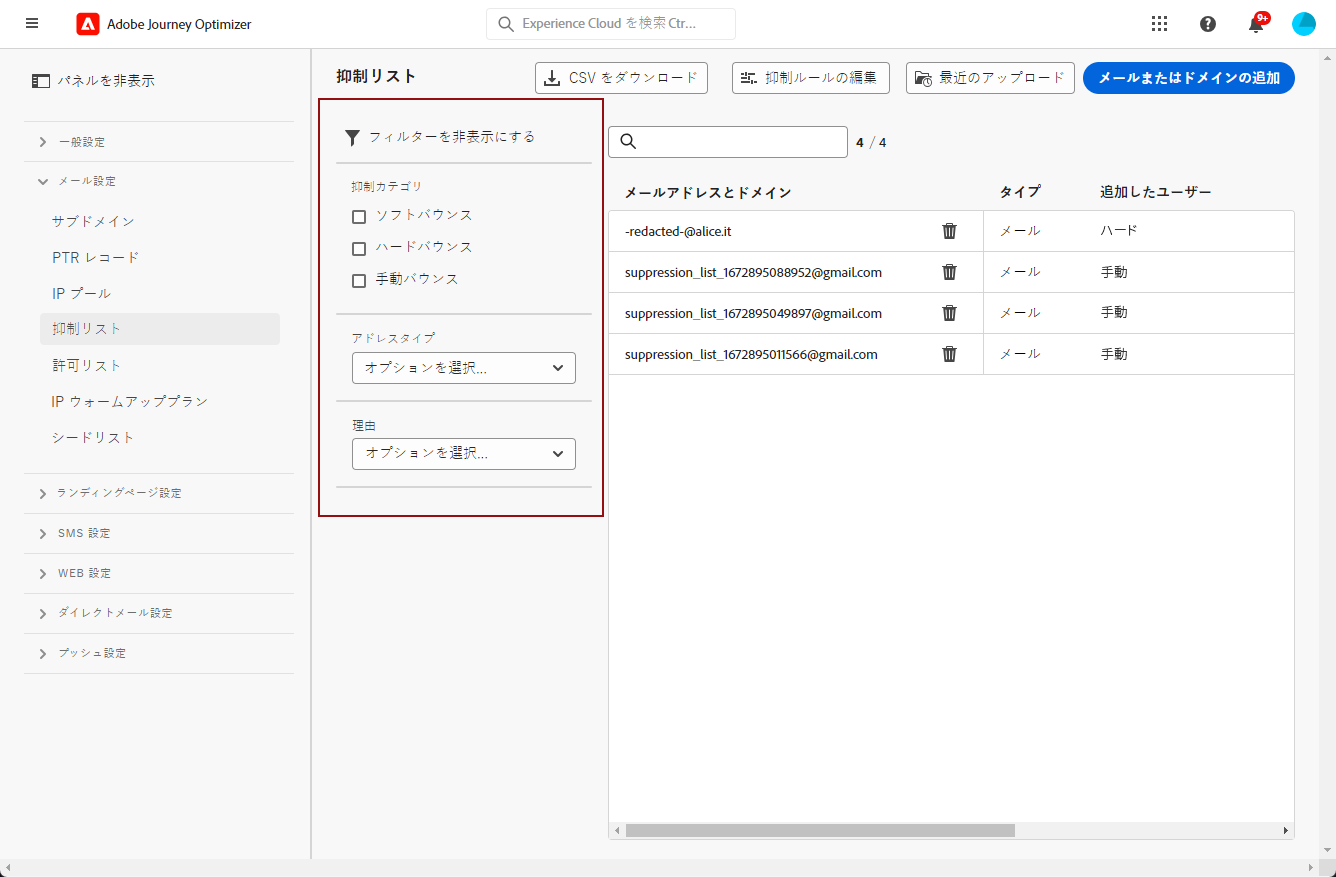 Adobe Journey Optimizer
Experience Cloud を検索 Ctr...
9+
パネルを非表示
一般設定
メール設定
サブドメイン
PTR レコード
IP プール
抑制リスト
許可リスト
IP ウォームアッププラン
シードリスト
ランディングページ設定
SMS 設定
WEB 設定
ダイレクトメール設定
プッシュ設定
抑制リスト
CSV をダウンロード
抑制ルールの編集
最近のアップロード
メールまたはドメインの追加
フィルターを非表示にする
抑制カテゴリ
ソフトバウンス
ハードバウンス
手動バウンス
アドレスタイプ
オプションを選択...
理由
オプションを選択...
4 / 4
メールアドレスとドメイン タイプ 追加したユーザー
-redacted-@alice.it メール ハード
suppression_list_1672895088952@gmail.com メール 手動
suppression_list_1672895049897@gmail.com メール 手動
suppression_list_1672895011566@gmail.com メール 手動